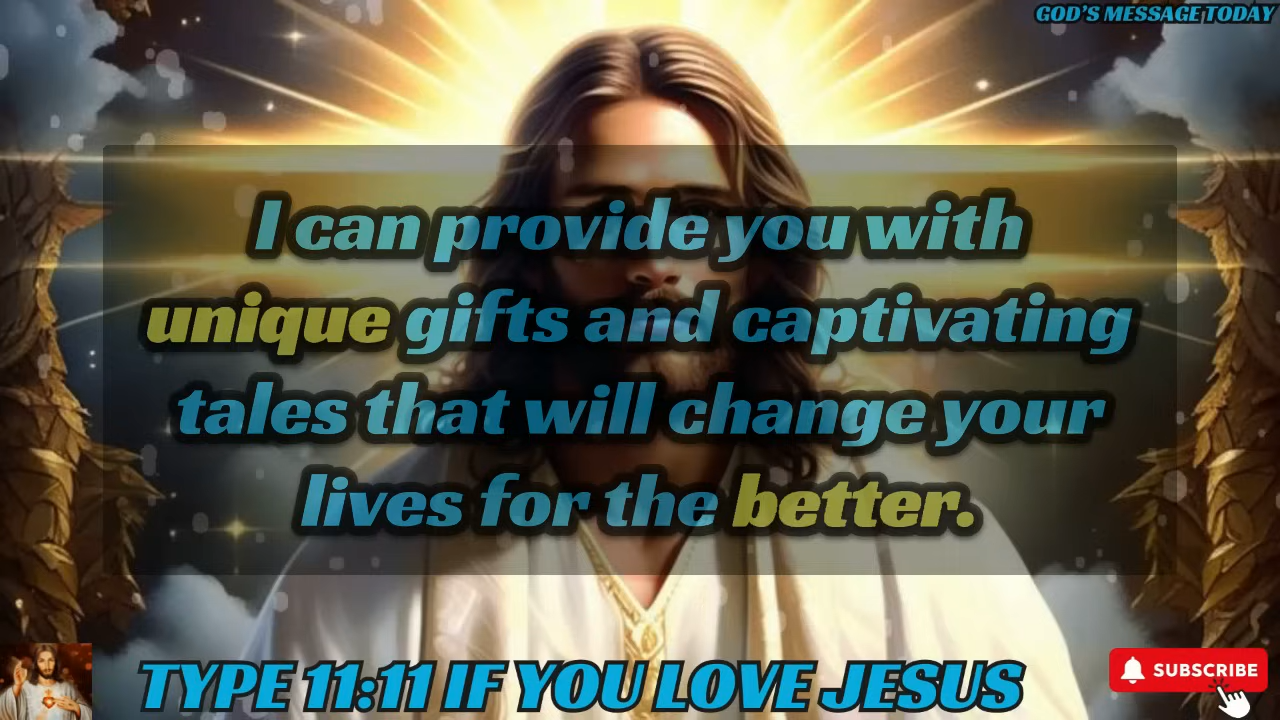 GOD'S MESSAGE TODAY
I can provide you with
unique gifts and captivating
tales that will change your
lives for the better.
TYPE 11:11 IF YOU LOVE JESUS
SUBSCRIBE